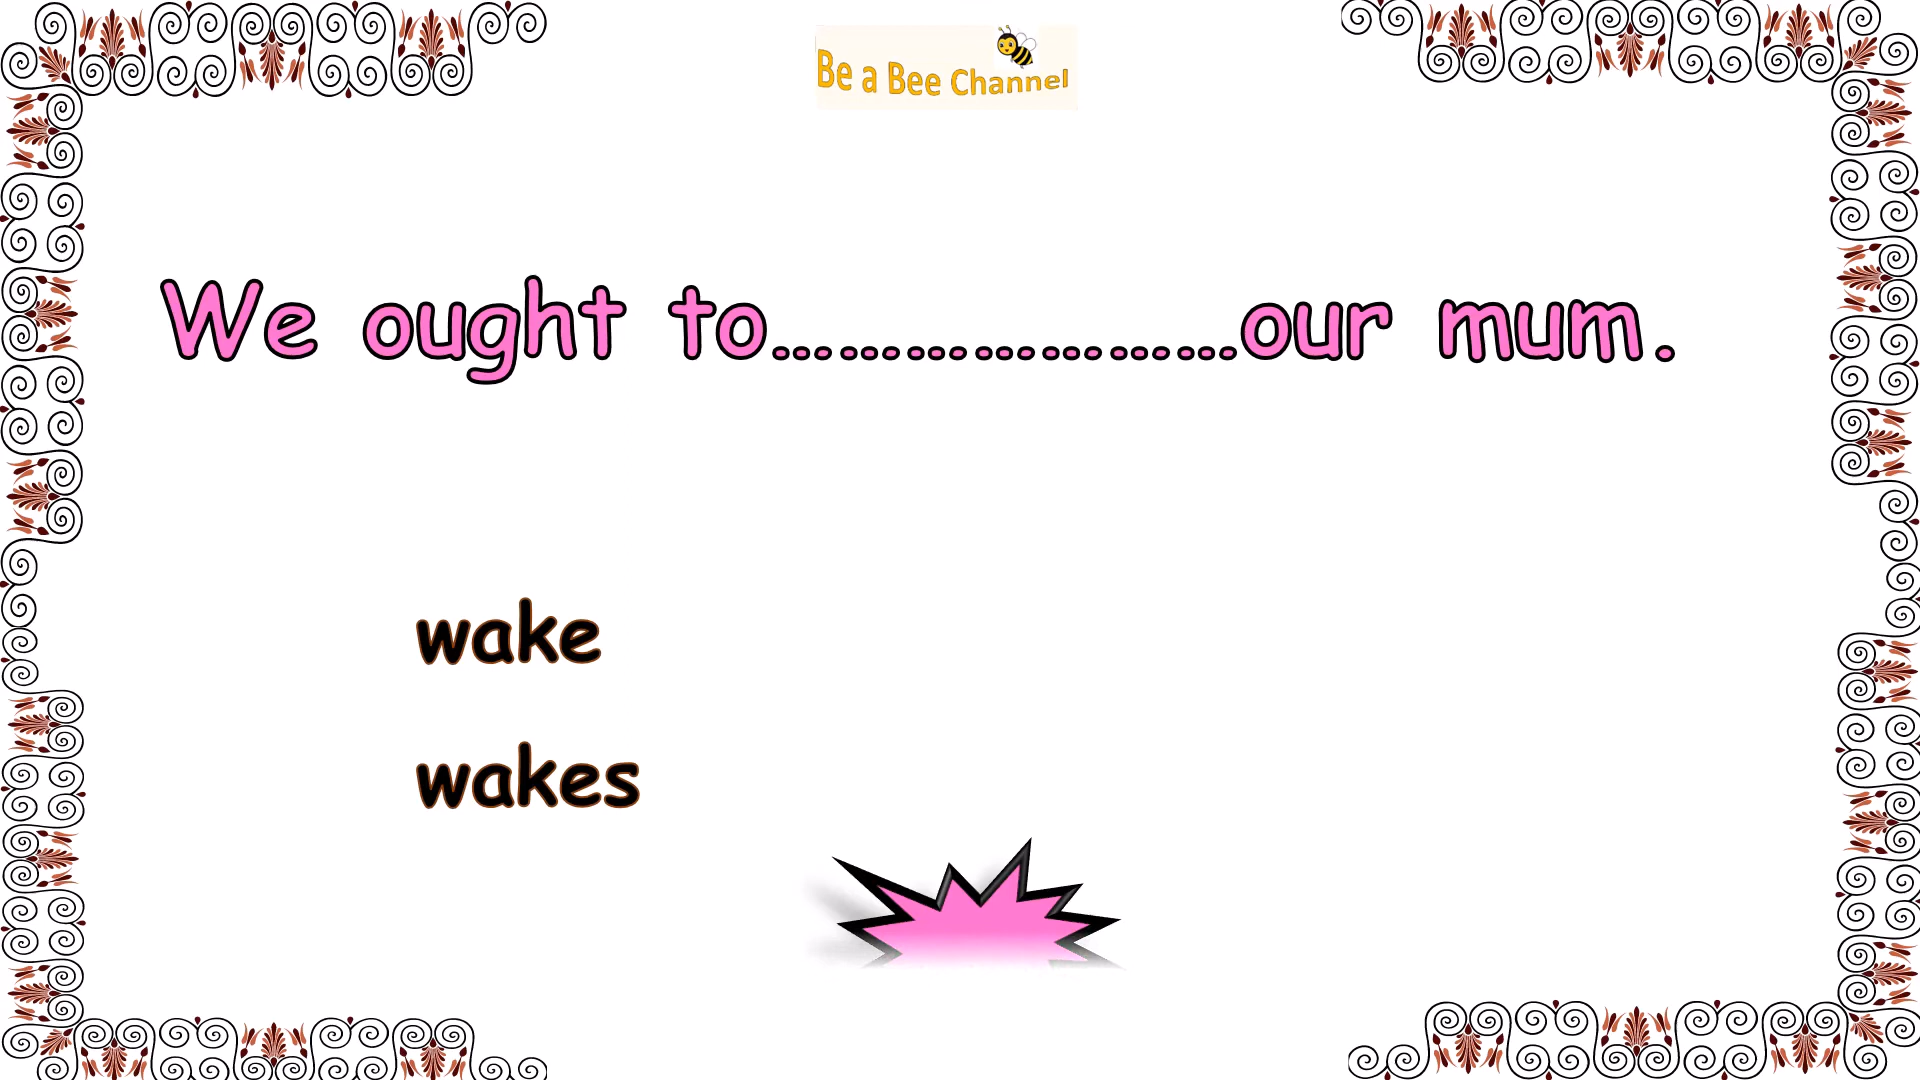 Be a Bee Channel
We ought to.....................our mum.
wake
wakes